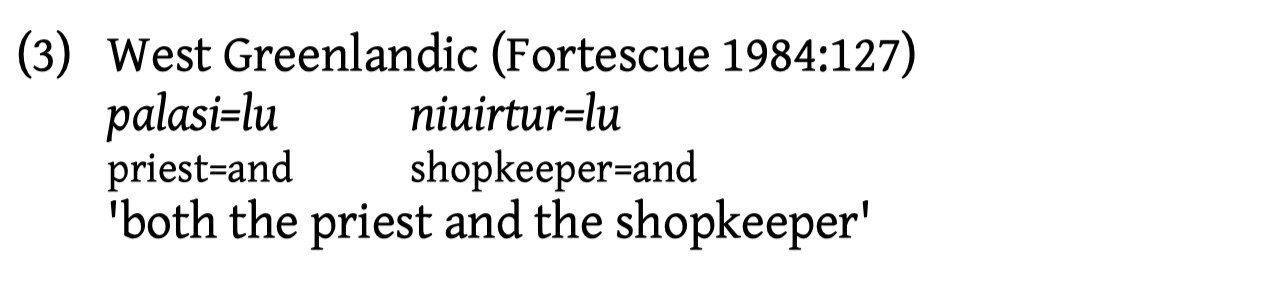 (3) West Greenlandic (Fortescue 1984:127)
palasi=lu niuirtur=lu
priest=and shopkeeper=and
'both the priest and the shopkeeper'